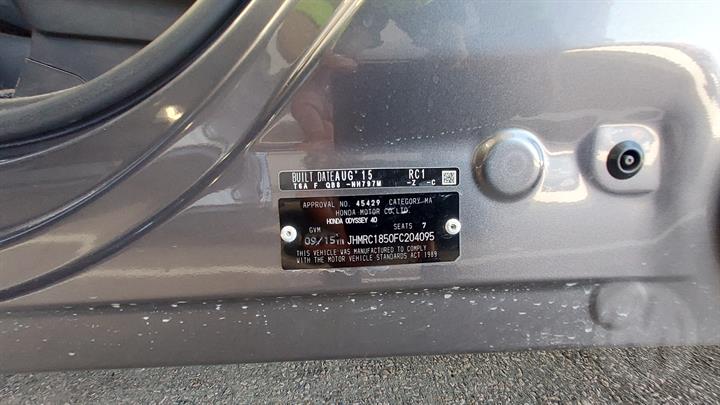 BUILT DATE AUG' 15 RC1
T6A F QB8 -NH797M -Z -C
APPROVAL NO. 45429 CATEGORY MA
HONDA MOTOR CO. LTD.
HONDA ODYSSEY 4D
GVM SEATS 7
09/15 JHMRC1850FC204095
THIS VEHICLE WAS MANUFACTURED TO COMPLY
WITH THE MOTOR VEHICLE STANDARDS ACT 1989